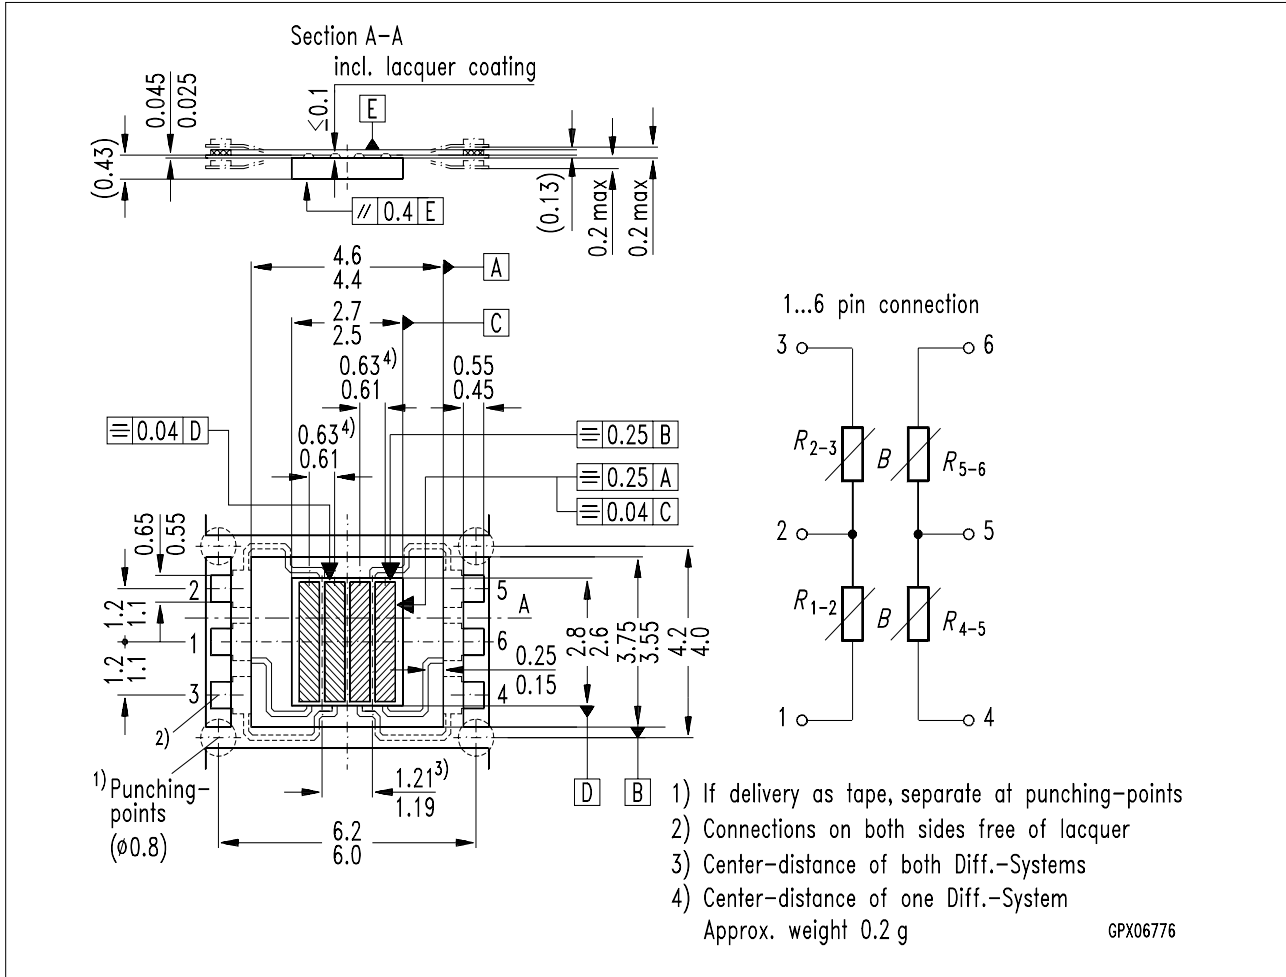 Section A-A
incl. lacquer coating
0.045
0.025
≤0.1
E
(0.43)
(0.13)
0.2 max
0.2 max
// 0.4 E
4.6
4.4
A
2.7
2.5
C
0.63 4)
0.61
0.55
0.45
⌯ 0.04 D
0.63 4)
0.61
⌯ 0.25 B
⌯ 0.25 A
⌯ 0.04 C
0.65
0.55
1.2
1.1
1.2
1.1
2
1
3
5
6
4
A
2.8
2.6
3.75
3.55
4.2
4.0
0.25
0.15
2)
1) Punching-
points
(ø0.8)
1.21 3)
1.19
D
B
6.2
6.0
1...6 pin connection
3
6
R2-3
B
R5-6
2
5
R1-2
B
R4-5
1
4
1) If delivery as tape, separate at punching-points
2) Connections on both sides free of lacquer
3) Center-distance of both Diff.-Systems
4) Center-distance of one Diff.-System
Approx. weight 0.2 g
GPX06776